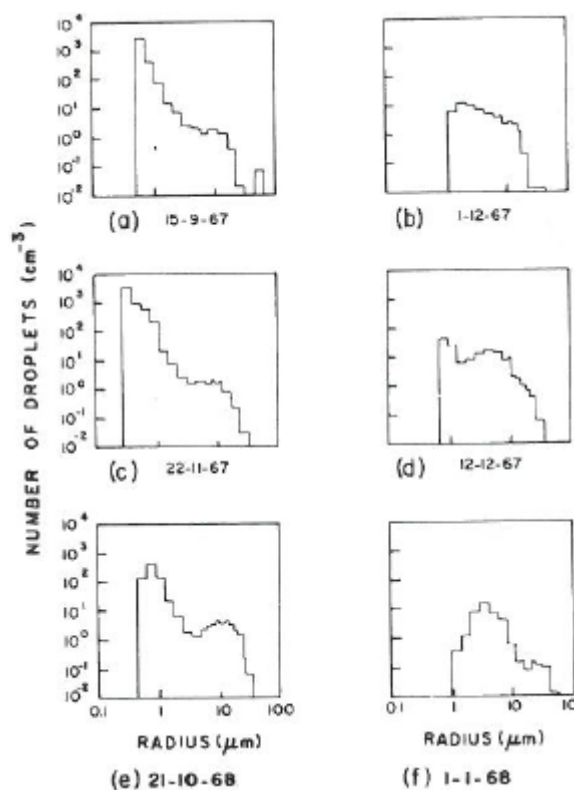 NUMBER OF DROPLETS (cm⁻³)
10⁴
10³
10²
10¹
10⁰
10⁻¹
10⁻²
(a) 15-9-67
(b) 1-12-67
10⁴
10³
10²
10¹
10⁰
10⁻¹
10⁻²
(c) 22-11-67
(d) 12-12-67
10⁴
10³
10²
10¹
10⁰
10⁻¹
10⁻²
0.1 1 10 100
0.1 1 10 100
RADIUS (μm)
RADIUS (μm)
(e) 21-10-68
(f) 1-1-68